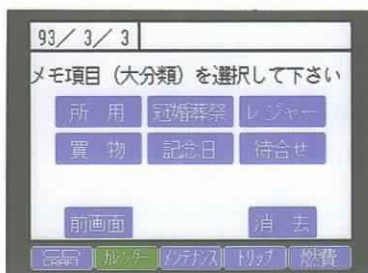 93/ 3/ 3
メモ項目（大分類）を選択して下さい
所 用 冠婚葬祭 レジャー
買 物 記念日 待合せ
前画面 消 去
カレンダー メンテナンス トリップ 燃費